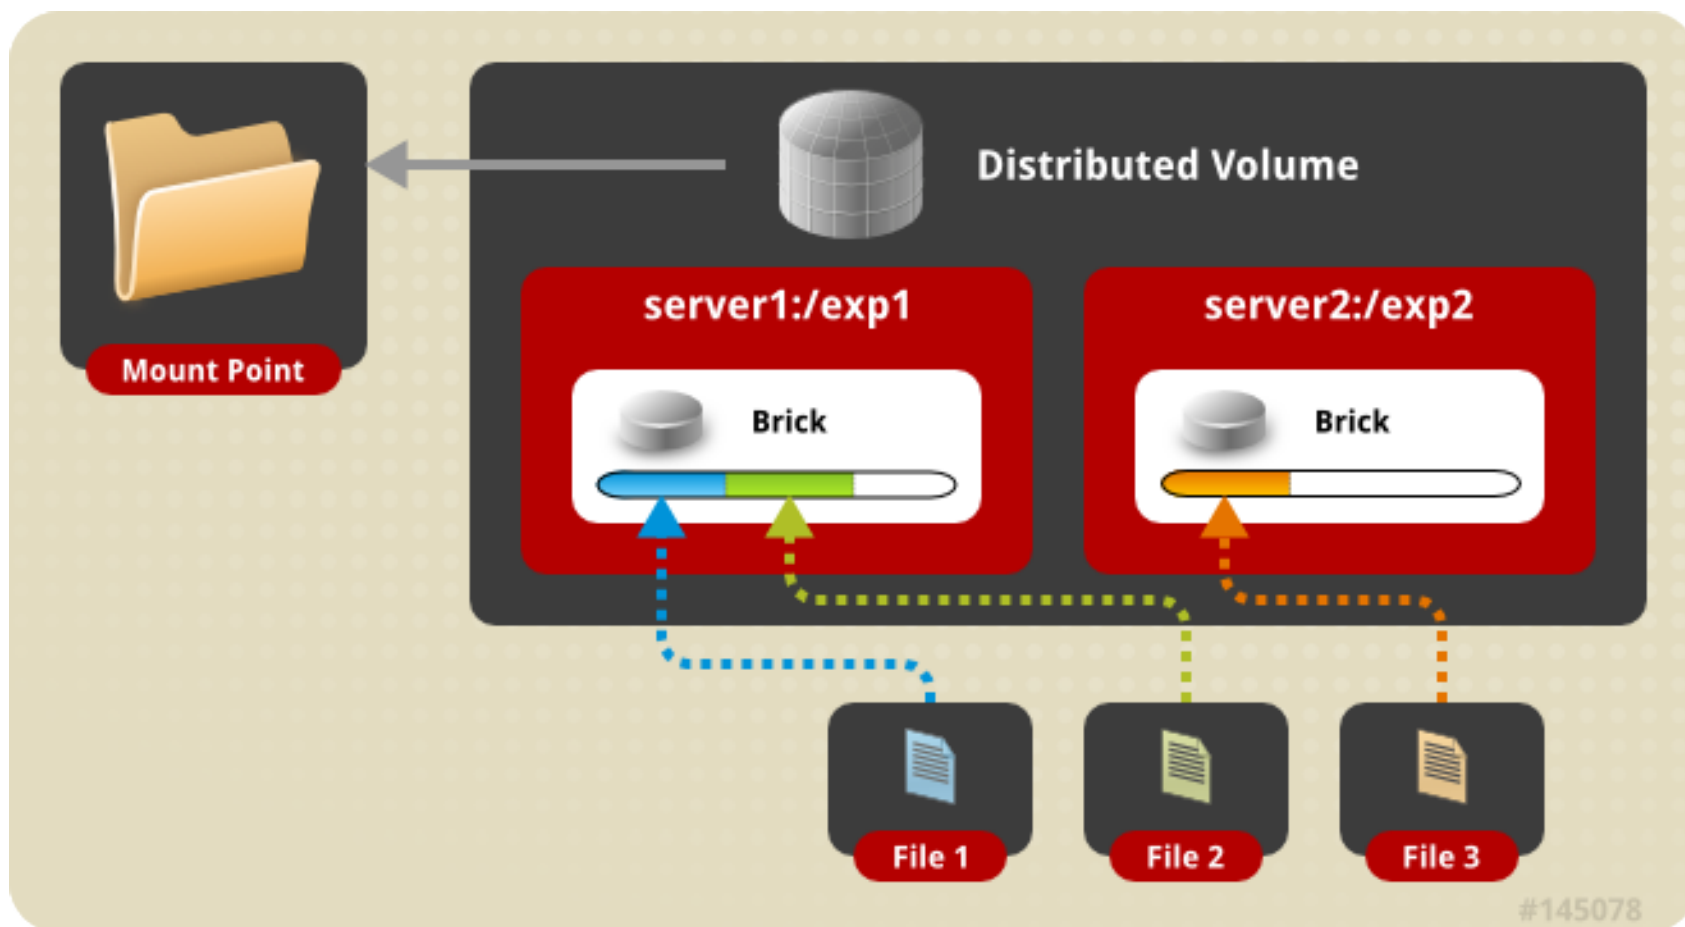 Distributed Volume
server1:/exp1
server2:/exp2
Mount Point
Brick
Brick
File 1
File 2
File 3
#145078